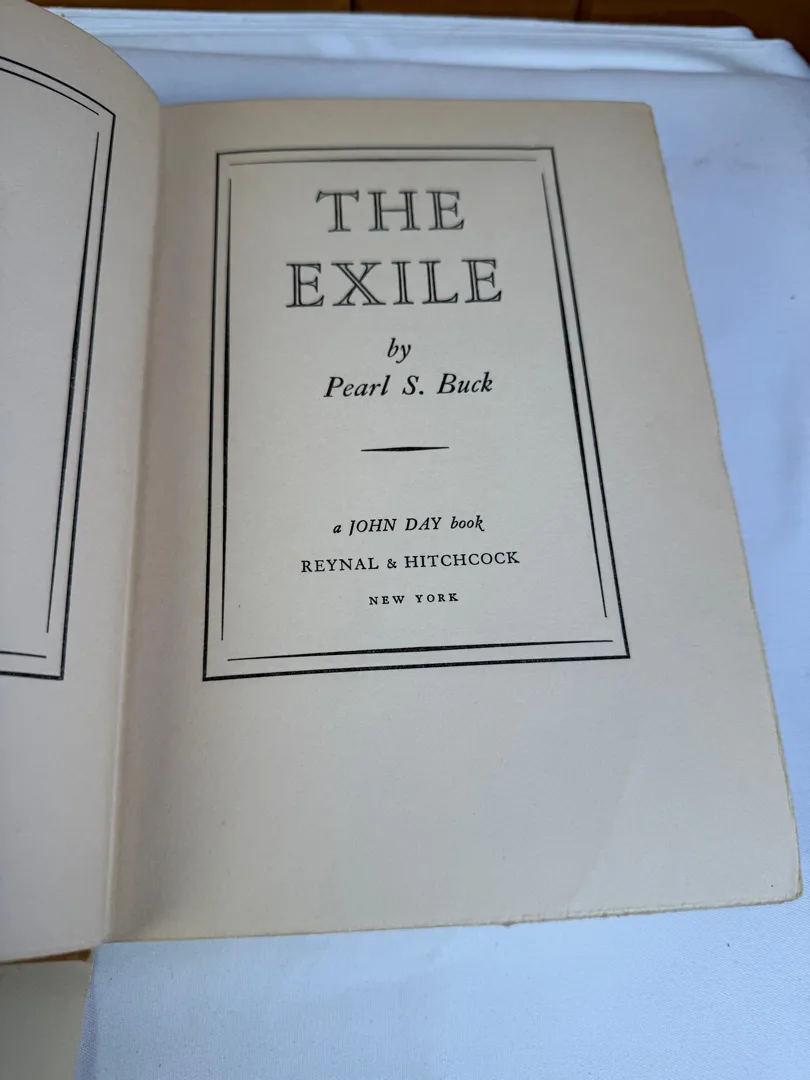 THE
EXILE
by
Pearl S. Buck
a JOHN DAY book
REYNAL & HITCHCOCK
NEW YORK